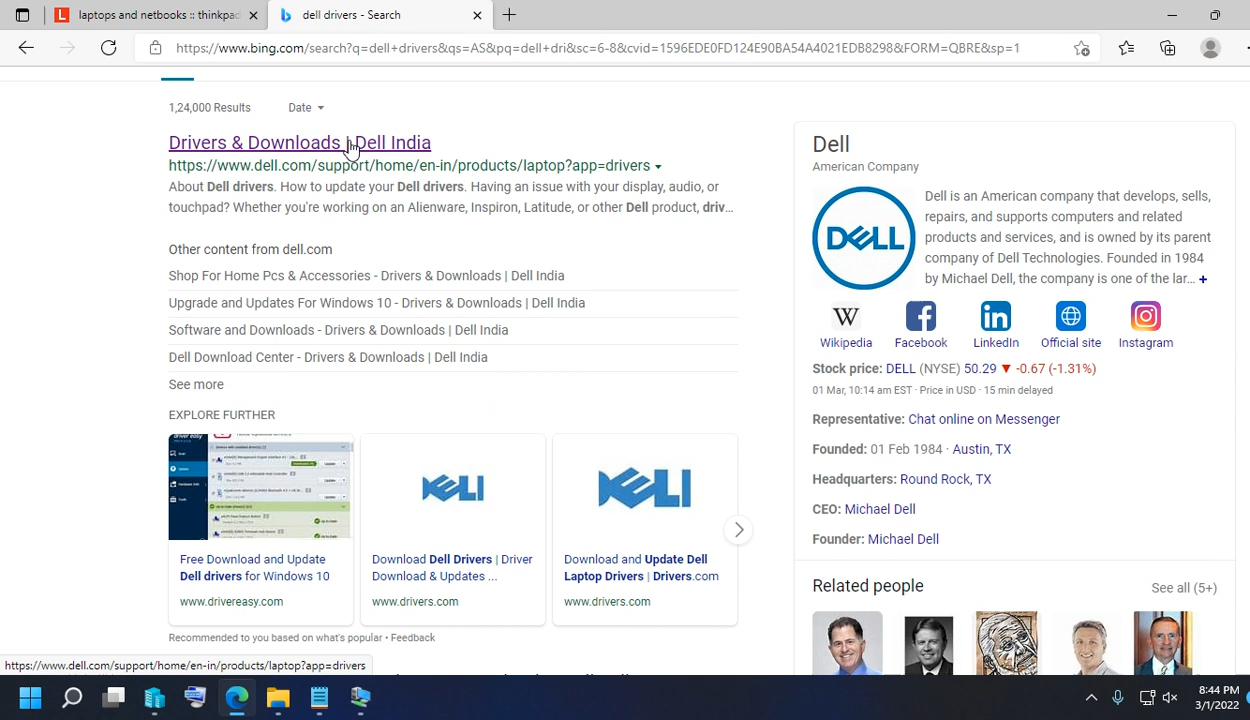 laptops and netbooks :: thinkpad
dell drivers - Search
https://www.bing.com/search?q=dell+drivers&qs=AS&pq=dell+dri&sc=6-8&cvid=1596EDE0FD124E90BA54A4021EDB8298&FORM=QBRE&sp=1
1,24,000 Results
Date
Drivers & Downloads | Dell India
https://www.dell.com/support/home/en-in/products/laptop?app=drivers
About Dell drivers. How to update your Dell drivers. Having an issue with your display, audio, or
touchpad? Whether you're working on an Alienware, Inspiron, Latitude, or other Dell product, driv...
Other content from dell.com
Shop For Home Pcs & Accessories - Drivers & Downloads | Dell India
Upgrade and Updates For Windows 10 - Drivers & Downloads | Dell India
Software and Downloads - Drivers & Downloads | Dell India
Dell Download Center - Drivers & Downloads | Dell India
See more
EXPLORE FURTHER
driver easy
DELL
DELL
Free Download and Update
Dell drivers for Windows 10
www.drivereasy.com
Download Dell Drivers | Driver
Download & Updates ...
www.drivers.com
Download and Update Dell
Laptop Drivers | Drivers.com
www.drivers.com
Recommended to you based on what's popular • Feedback
Dell
American Company
DELL
Dell is an American company that develops, sells,
repairs, and supports computers and related
products and services, and is owned by its parent
company of Dell Technologies. Founded in 1984
by Michael Dell, the company is one of the lar... +
W
Wikipedia
Facebook
LinkedIn
Official site
Instagram
Stock price: DELL (NYSE) 50.29 ▼ -0.67 (-1.31%)
01 Mar, 10:14 am EST · Price in USD · 15 min delayed
Representative: Chat online on Messenger
Founded: 01 Feb 1984 · Austin, TX
Headquarters: Round Rock, TX
CEO: Michael Dell
Founder: Michael Dell
Related people
See all (5+)
https://www.dell.com/support/home/en-in/products/laptop?app=drivers
8:44 PM
3/1/2022